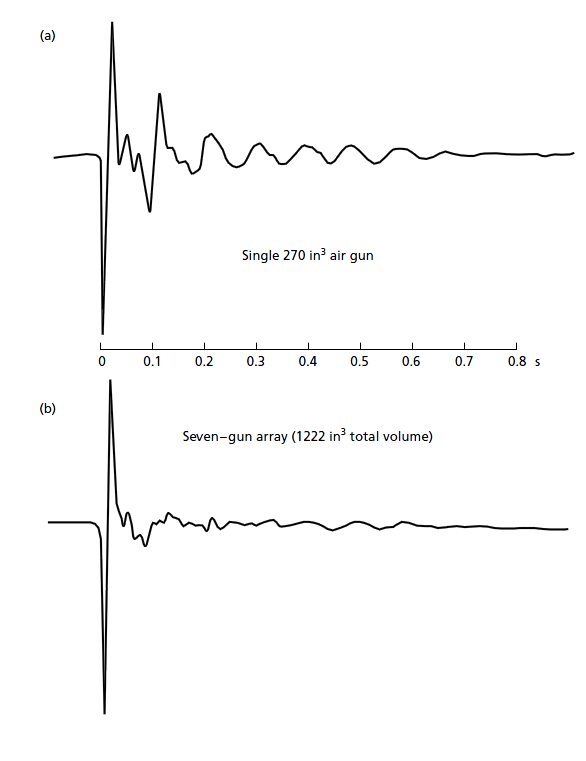 (a)
Single 270 in³ air gun
0 0.1 0.2 0.3 0.4 0.5 0.6 0.7 0.8 s
(b)
Seven–gun array (1222 in³ total volume)